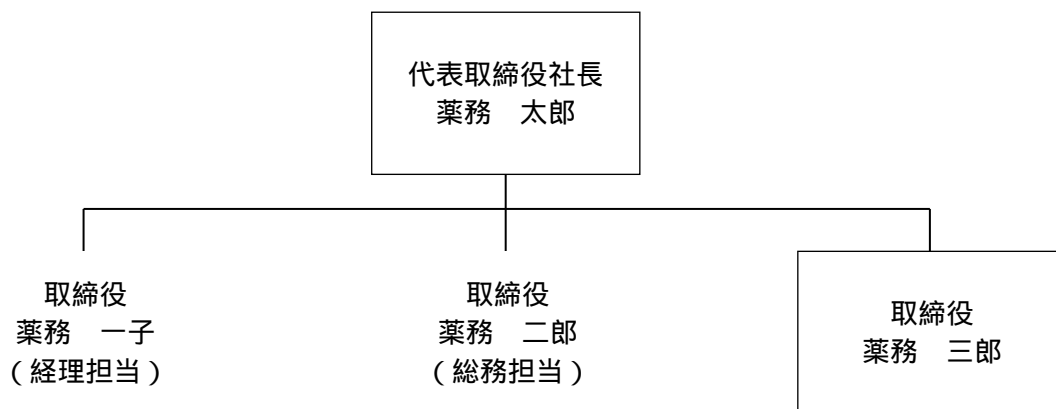 代表取締役社長
薬務　太郎
取締役
薬務　一子
（経理担当）
取締役
薬務　二郎
（総務担当）
取締役
薬務　三郎